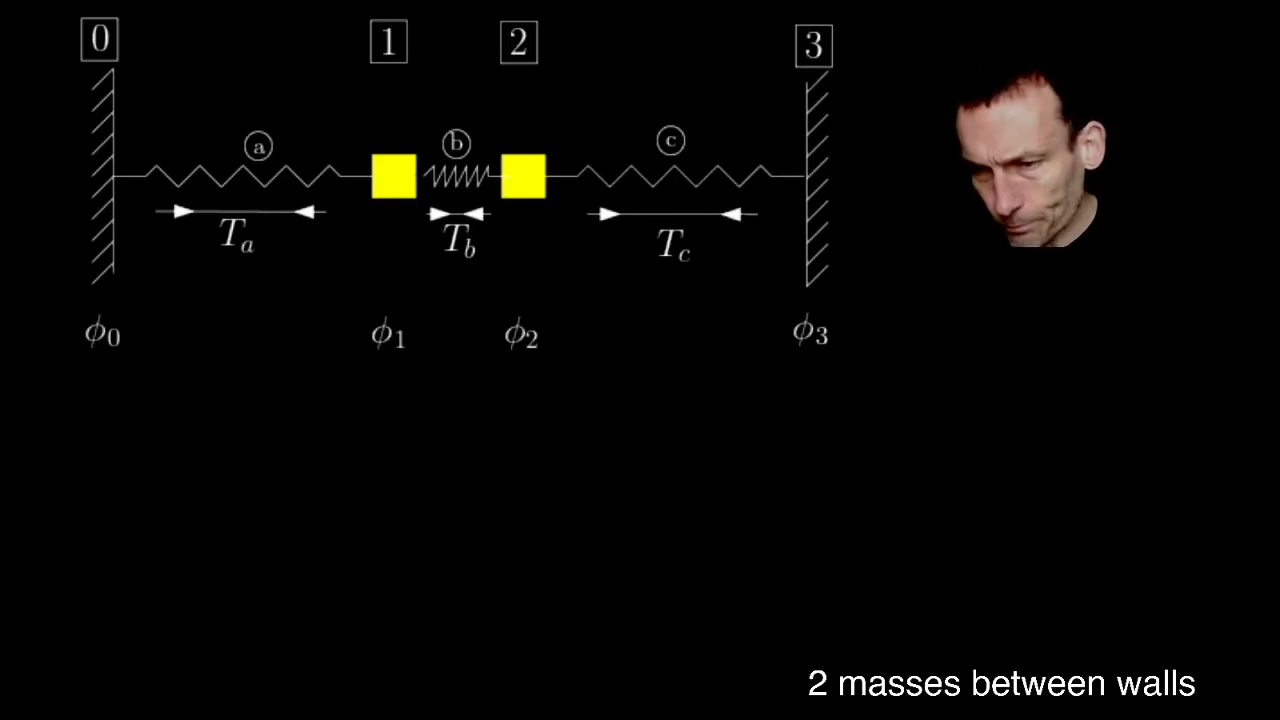 0 1 2 3
a b c
T_a T_b T_c
ϕ_0 ϕ_1 ϕ_2 ϕ_3
2 masses between walls